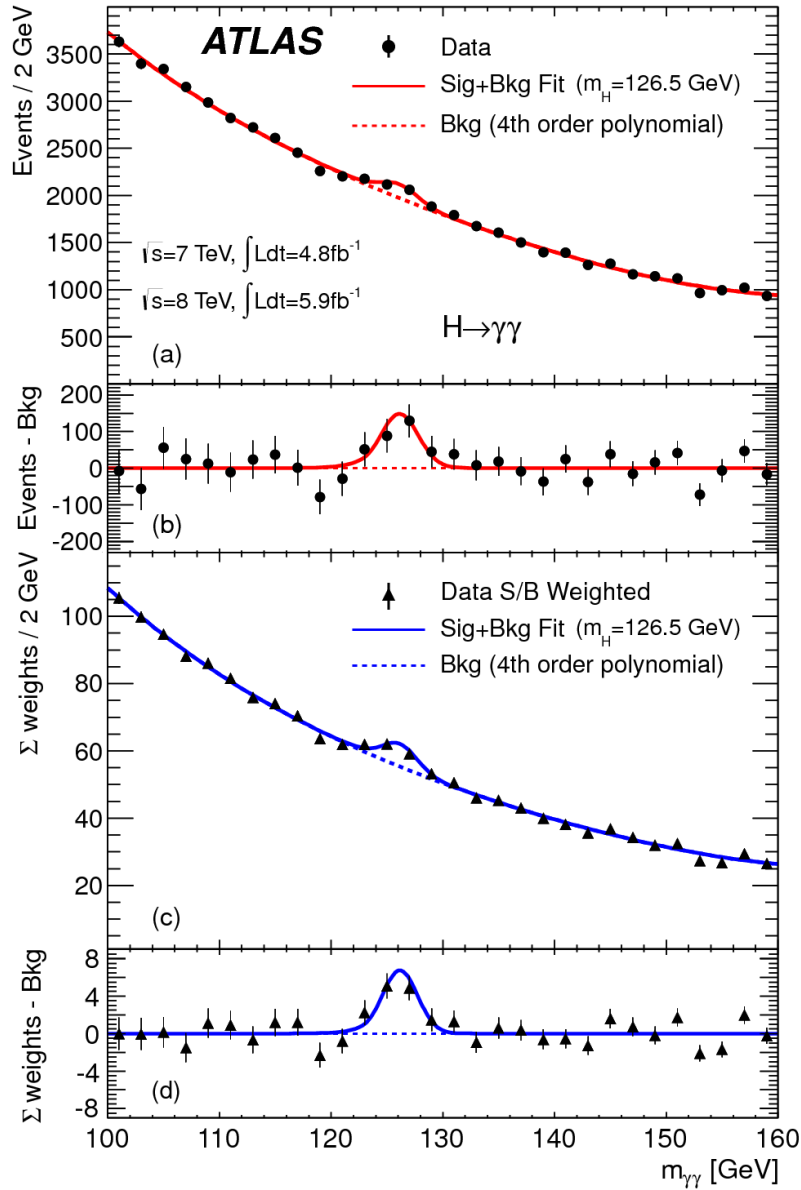 ATLAS
Data
Sig+Bkg Fit (m_H=126.5 GeV)
Bkg (4th order polynomial)
Events / 2 GeV
3500
3000
2500
2000
1500
1000
500
√s=7 TeV, ∫Ldt=4.8fb⁻¹
√s=8 TeV, ∫Ldt=5.9fb⁻¹
H→γγ
(a)
Events - Bkg
200
100
0
-100
-200
(b)
Σ weights / 2 GeV
100
80
60
40
20
Data S/B Weighted
Sig+Bkg Fit (m_H=126.5 GeV)
Bkg (4th order polynomial)
(c)
Σ weights - Bkg
8
4
0
-4
-8
(d)
100 110 120 130 140 150 160
m_γγ [GeV]